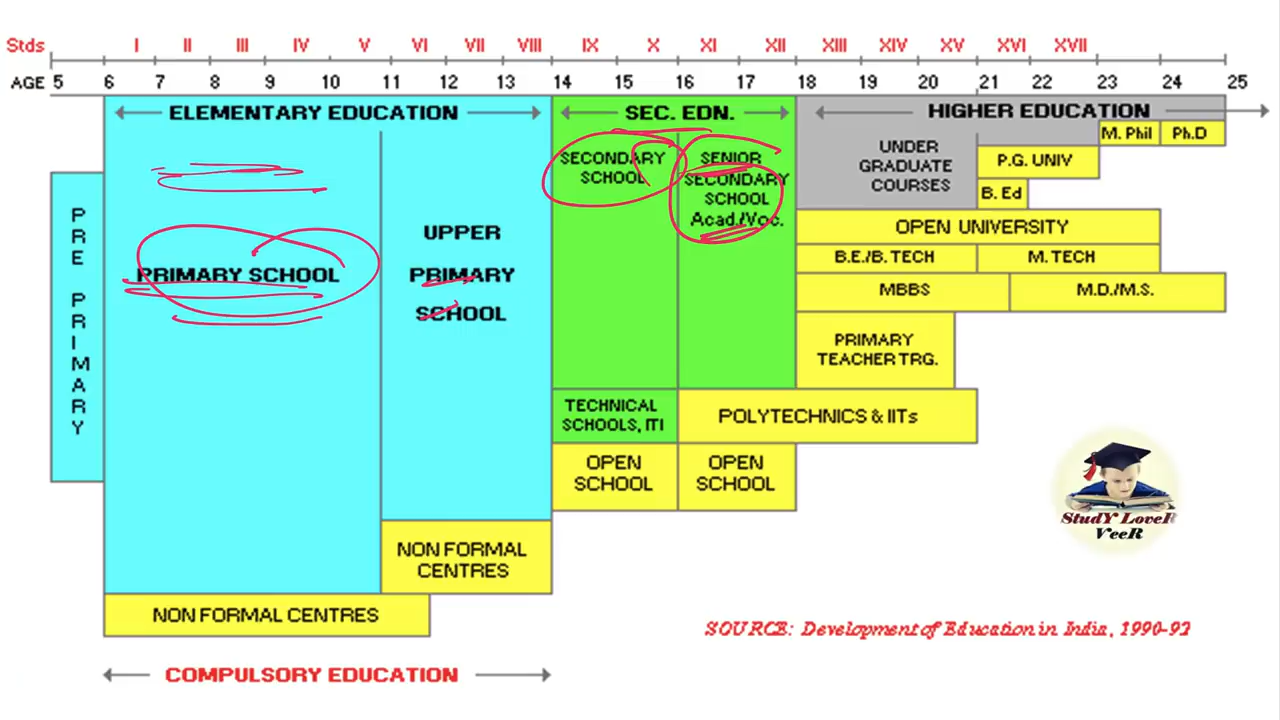 Stds I II III IV V VI VII VIII IX X XI XII XIII XIV XV XVI XVII
AGE 5 6 7 8 9 10 11 12 13 14 15 16 17 18 19 20 21 22 23 24 25
ELEMENTARY EDUCATION
SEC. EDN.
HIGHER EDUCATION
PRE PRIMARY
PRIMARY SCHOOL
UPPER
PRIMARY
SCHOOL
SECONDARY
SCHOOL
SENIOR
SECONDARY
SCHOOL
Acad./Voc.
UNDER
GRADUATE
COURSES
M. Phil
Ph.D
P.G. UNIV
B. Ed
OPEN UNIVERSITY
B.E./B. TECH
M. TECH
MBBS
M.D./M.S.
PRIMARY
TEACHER TRG.
TECHNICAL
SCHOOLS, ITI
POLYTECHNICS & IITs
OPEN
SCHOOL
OPEN
SCHOOL
NON FORMAL
CENTRES
NON FORMAL CENTRES
StudY LoveR
VeeR
SOURCE: Development of Education in India, 1990-92
COMPULSORY EDUCATION